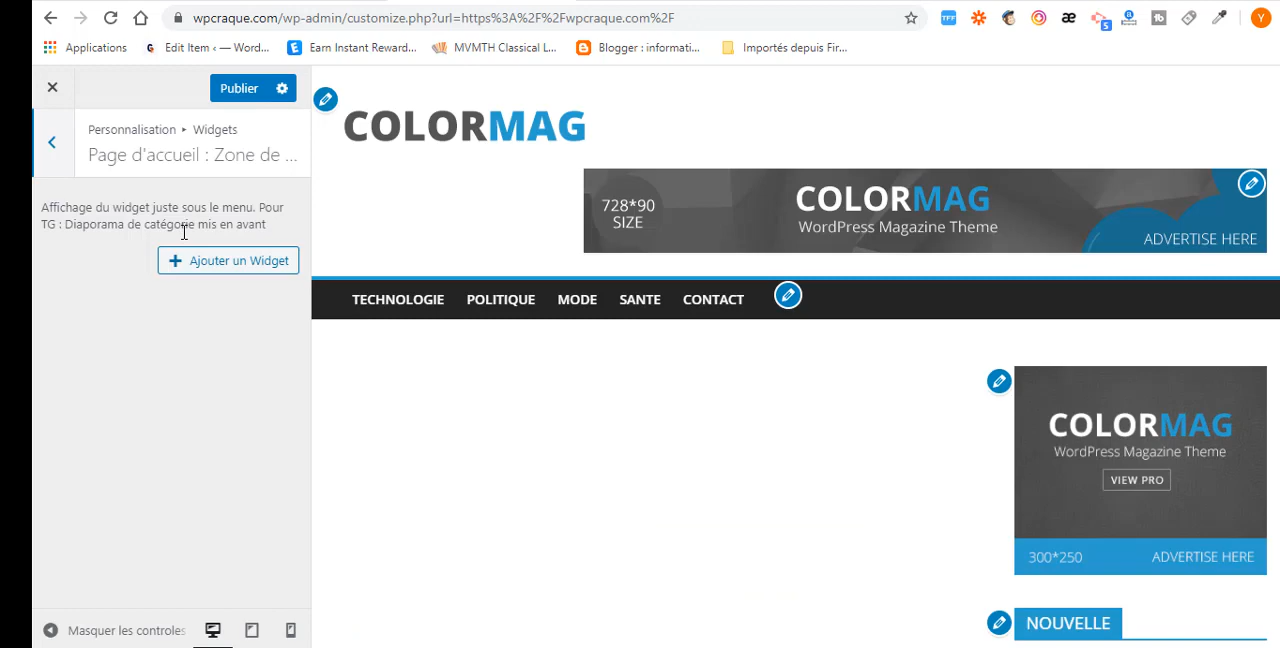 wpcraque.com/wp-admin/customize.php?url=https%3A%2F%2Fwpcraque.com%2F
Applications
Edit Item ‹ — Word...
Earn Instant Reward...
MVMTH Classical L...
Blogger : informati...
Importés depuis Fir...
Publier
Personnalisation ▸ Widgets
Page d'accueil : Zone de ...
Affichage du widget juste sous le menu. Pour
TG : Diaporama de catégorie mis en avant
+ Ajouter un Widget
Masquer les controles
COLORMAG
728*90
SIZE
COLORMAG
WordPress Magazine Theme
ADVERTISE HERE
TECHNOLOGIE POLITIQUE MODE SANTE CONTACT
COLORMAG
WordPress Magazine Theme
VIEW PRO
300*250 ADVERTISE HERE
NOUVELLE